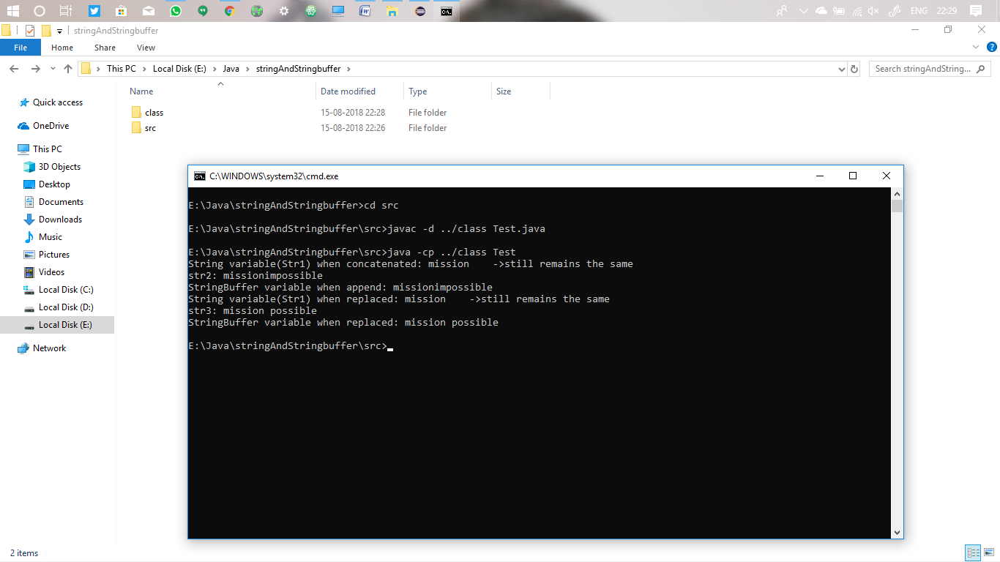 ENG 22:29
stringAndStringbuffer
File Home Share View
This PC Local Disk (E:) Java stringAndStringbuffer
Search stringAndString...
Name Date modified Type Size
class 15-08-2018 22:28 File folder
src 15-08-2018 22:26 File folder
Quick access
OneDrive
This PC
3D Objects
Desktop
Documents
Downloads
Music
Pictures
Videos
Local Disk (C:)
Local Disk (D:)
Local Disk (E:)
Network
2 items
C:\WINDOWS\system32\cmd.exe
E:\Java\stringAndStringbuffer>cd src
E:\Java\stringAndStringbuffer\src>javac -d ../class Test.java
E:\Java\stringAndStringbuffer\src>java -cp ../class Test
String variable(Str1) when concatenated: mission    ->still remains the same
str2: missionimpossible
StringBuffer variable when append: missionimpossible
String variable(Str1) when replaced: mission    ->still remains the same
str3: mission possible
StringBuffer variable when replaced: mission possible
E:\Java\stringAndStringbuffer\src>